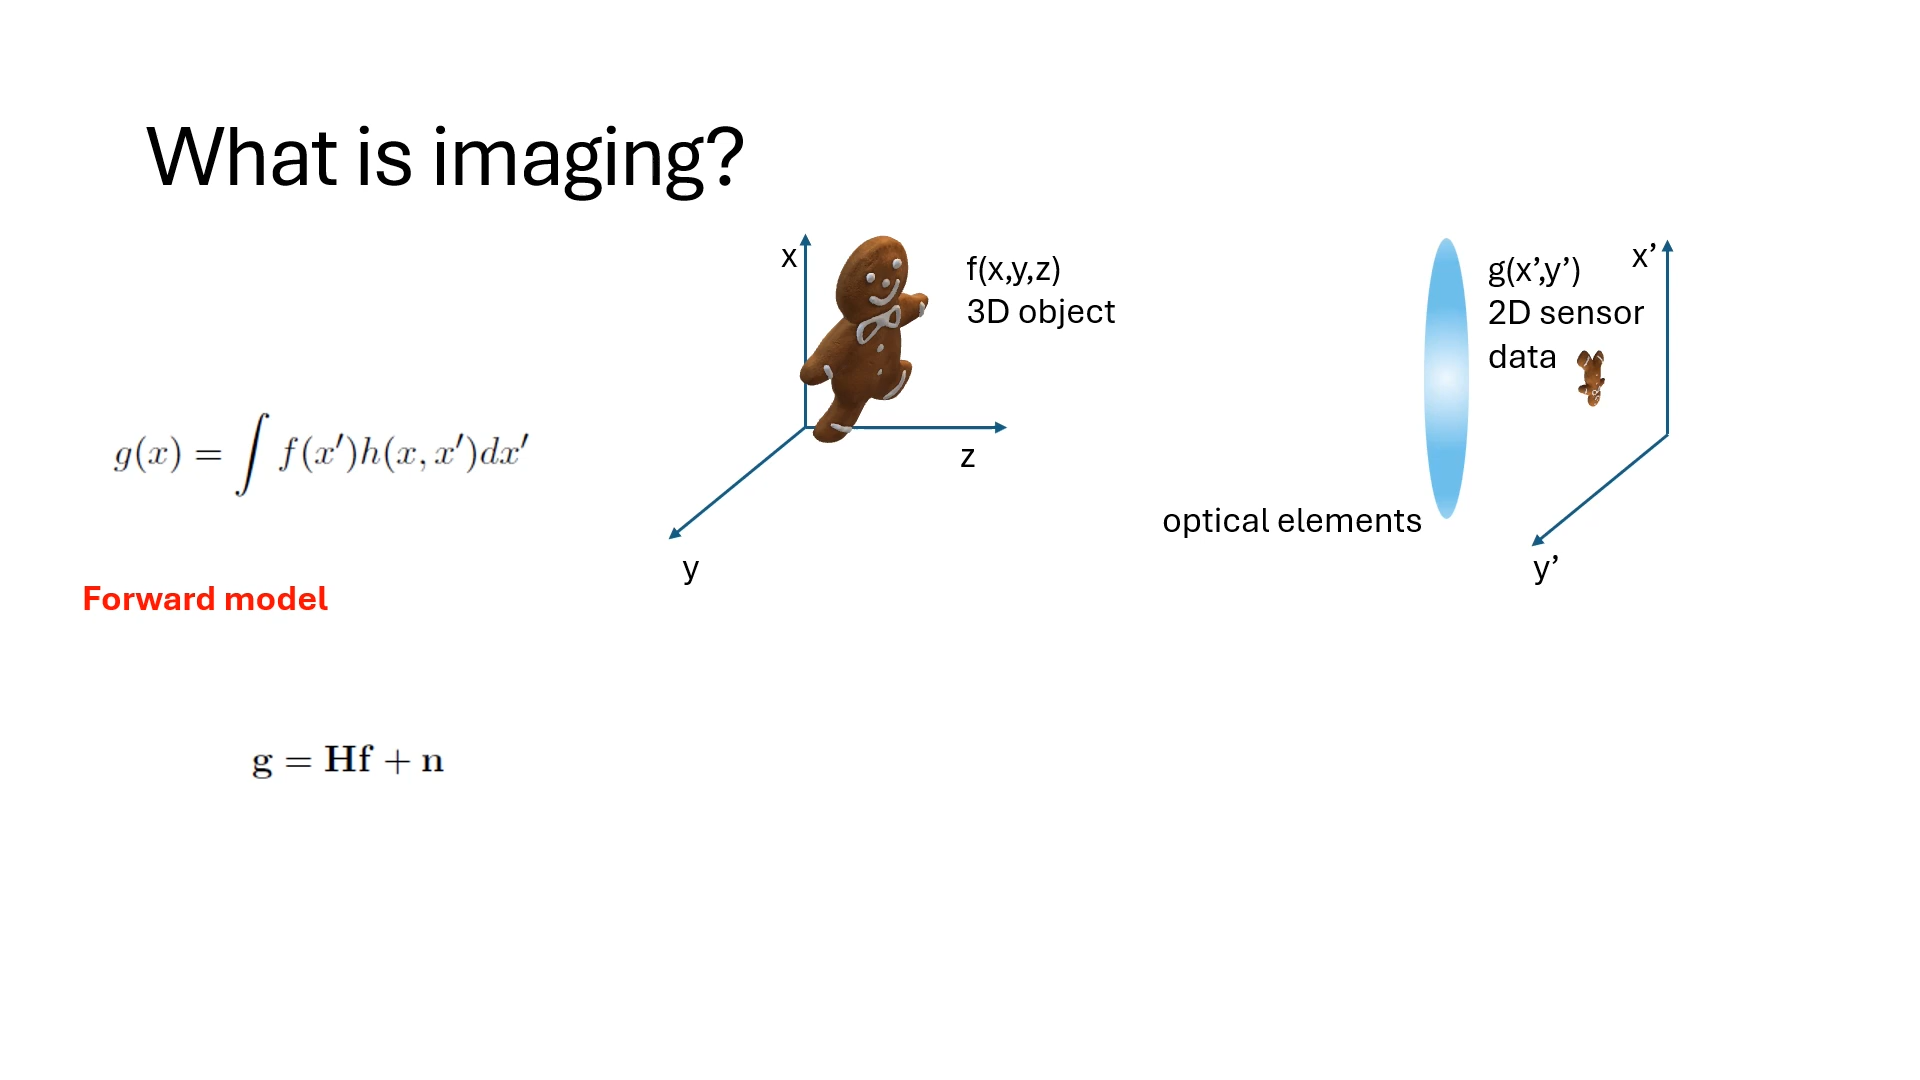 What is imaging?
x
f(x,y,z)
3D object
z
y
g(x’,y’)
2D sensor
data
x’
y’
optical elements
g(x) = ∫ f(x′)h(x, x′)dx′
Forward model
g = Hf + n